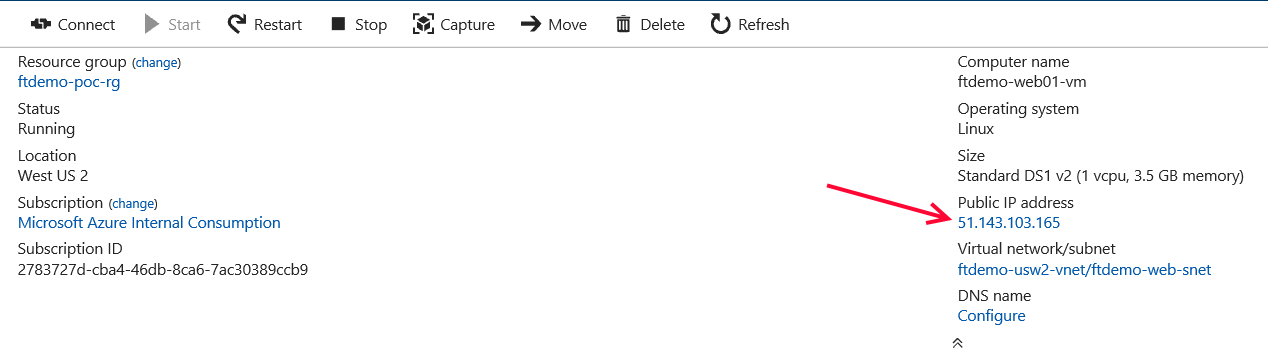 Connect Start Restart Stop Capture Move Delete Refresh
Resource group (change)
ftdemo-poc-rg
Status
Running
Location
West US 2
Subscription (change)
Microsoft Azure Internal Consumption
Subscription ID
2783727d-cba4-46db-8ca6-7ac30389ccb9
Computer name
ftdemo-web01-vm
Operating system
Linux
Size
Standard DS1 v2 (1 vcpu, 3.5 GB memory)
Public IP address
51.143.103.165
Virtual network/subnet
ftdemo-usw2-vnet/ftdemo-web-snet
DNS name
Configure